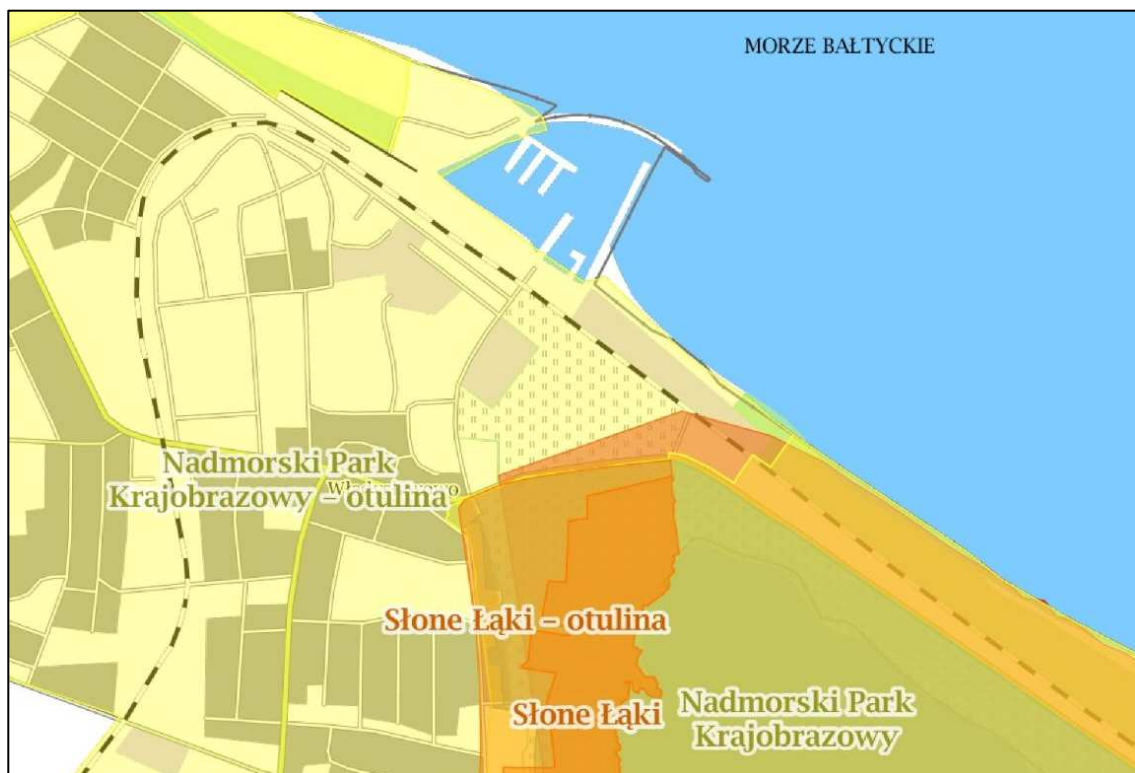 MORZE BAŁTYCKIE
Nadmorski Park
Krajobrazowy – otulina
Słone Łąki – otulina
Słone Łąki
Nadmorski Park
Krajobrazowy